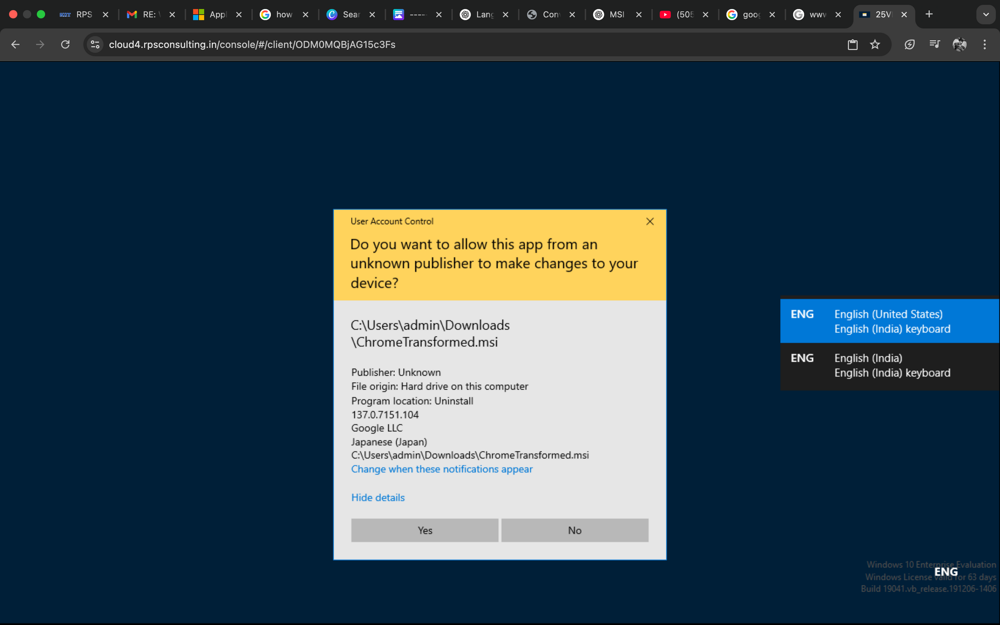 RPS
RE:
Appl
how
Sear
-----
Lang
Con
MSI
(505
goog
www
25V
cloud4.rpsconsulting.in/console/#/client/ODM0MQBjAG15c3Fs
User Account Control
Do you want to allow this app from an
unknown publisher to make changes to your
device?
C:\Users\admin\Downloads
\ChromeTransformed.msi
Publisher: Unknown
File origin: Hard drive on this computer
Program location: Uninstall
137.0.7151.104
Google LLC
Japanese (Japan)
C:\Users\admin\Downloads\ChromeTransformed.msi
Change when these notifications appear
Hide details
Yes
No
ENG English (United States)
English (India) keyboard
ENG English (India)
English (India) keyboard
Windows 10 Enterprise Evaluation
ENG
Windows License valid for 63 days
Build 19041.vb_release.191206-1406